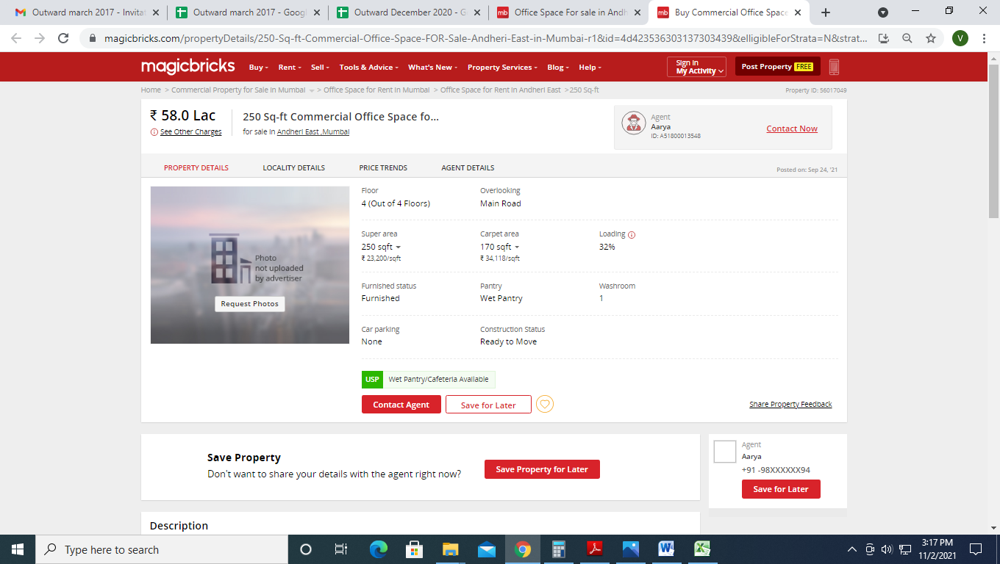 Outward march 2017 - Invitat
Outward march 2017 - Googl
Outward December 2020 - G
Office Space For sale in Andh
Buy Commercial Office Space
magicbricks.com/propertyDetails/250-Sq-ft-Commercial-Office-Space-FOR-Sale-Andheri-East-in-Mumbai-r1&id=4d423536303137303439&elligibleForStrata=N&strat...
V
magicbricks
Buy
Rent
Sell
Tools & Advice
What's New
Property Services
Blog
Help
Sign In
My Activity
Post Property FREE
Home > Commercial Property for Sale in Mumbai > Office Space for Rent in Mumbai > Office Space for Rent in Andheri East >250 Sq-ft
Property ID: 56017049
₹ 58.0 Lac
See Other Charges
250 Sq-ft Commercial Office Space fo...
for sale in Andheri East ,Mumbai
Agent
Aarya
ID: A51800013548
Contact Now
PROPERTY DETAILS
LOCALITY DETAILS
PRICE TRENDS
AGENT DETAILS
Posted on: Sep 24, '21
Photo
not uploaded
by advertiser
Request Photos
Floor
4 (Out of 4 Floors)
Overlooking
Main Road
Super area
250 sqft
₹ 23,200/sqft
Carpet area
170 sqft
₹ 34,118/sqft
Loading
32%
Furnished status
Furnished
Pantry
Wet Pantry
Washroom
1
Car parking
None
Construction Status
Ready to Move
USP Wet Pantry/Cafeteria Available
Contact Agent
Save for Later
Share Property Feedback
Save Property
Don't want to share your details with the agent right now?
Save Property for Later
Agent
Aarya
+91 -98XXXXXX94
Save for Later
Description
Type here to search
3:17 PM
11/2/2021